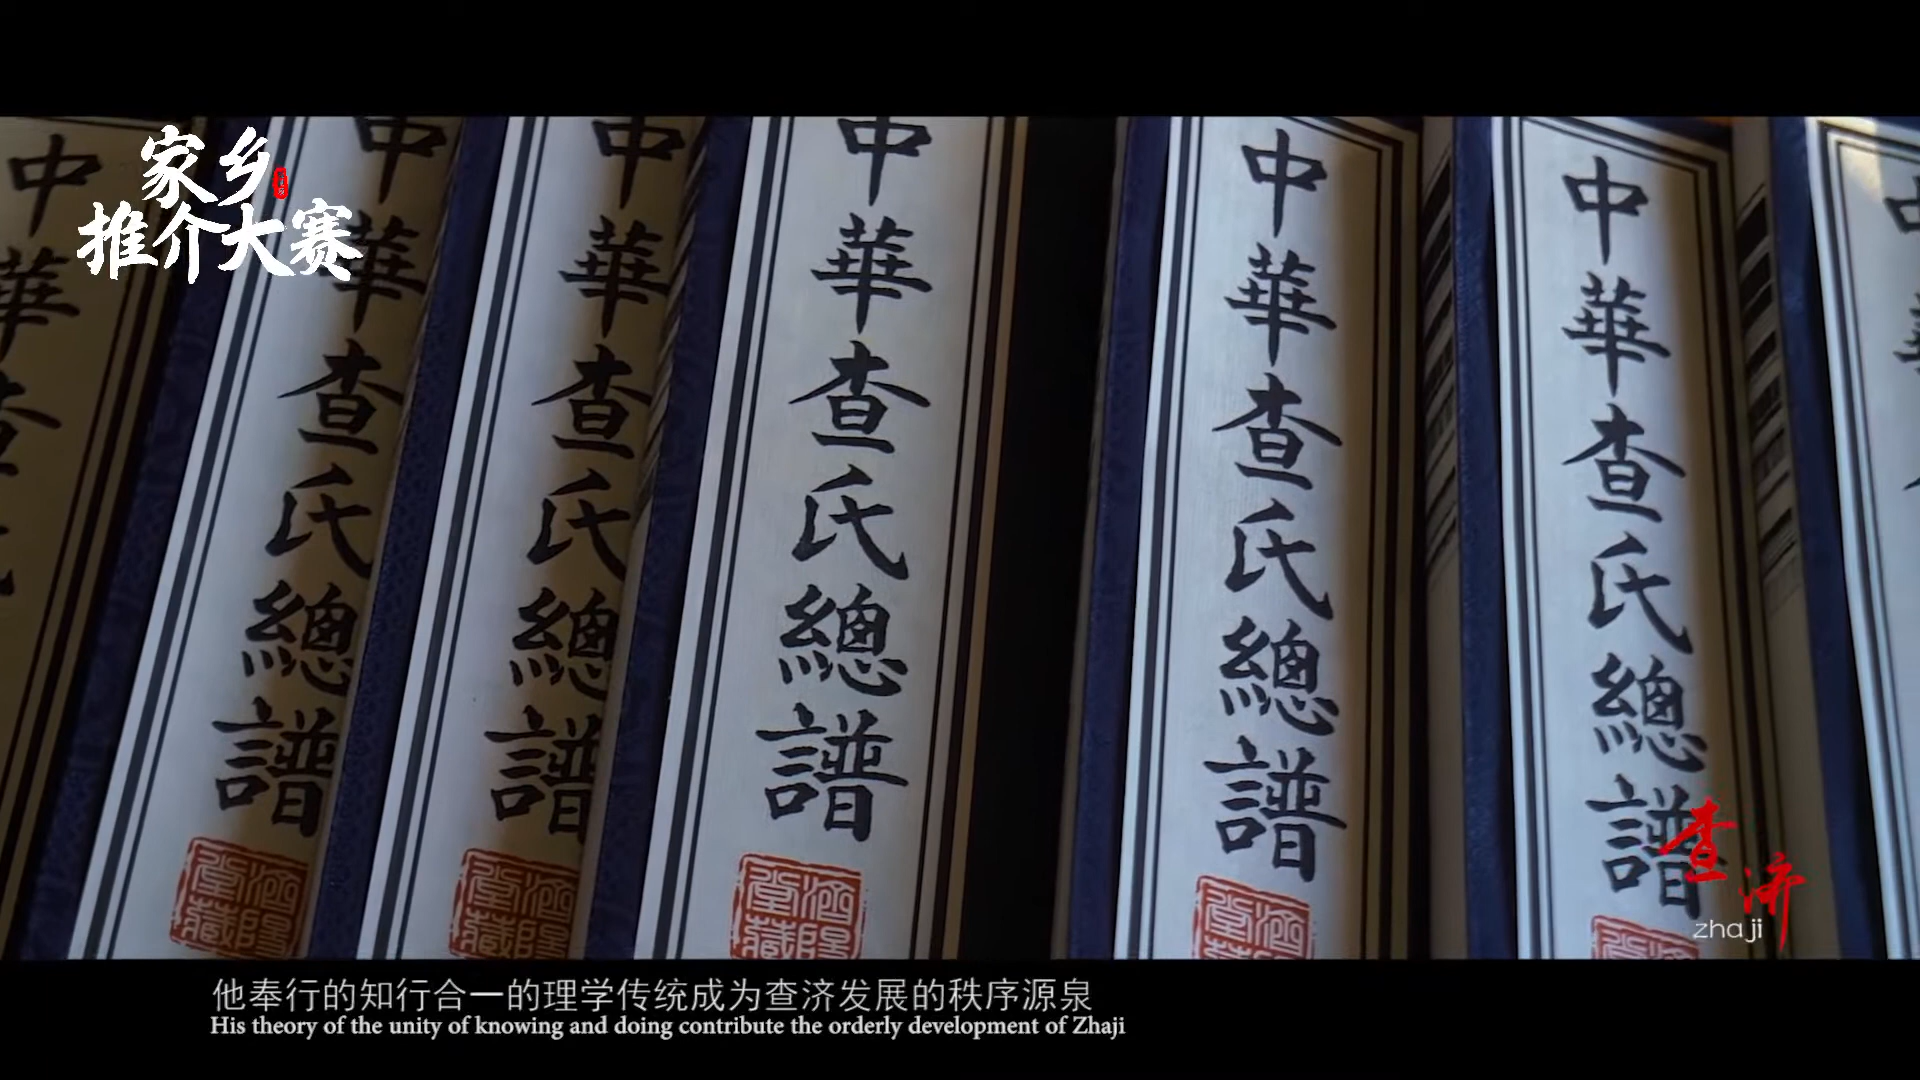 家乡
推介大赛
中華查
中華查氏總譜
中華查氏總譜
中華查氏總譜
中華查氏總譜
中華查氏總譜
查济
zhaji
他奉行的知行合一的理学传统成为查济发展的秩序源泉
His theory of the unity of knowing and doing contribute the orderly development of Zhaji